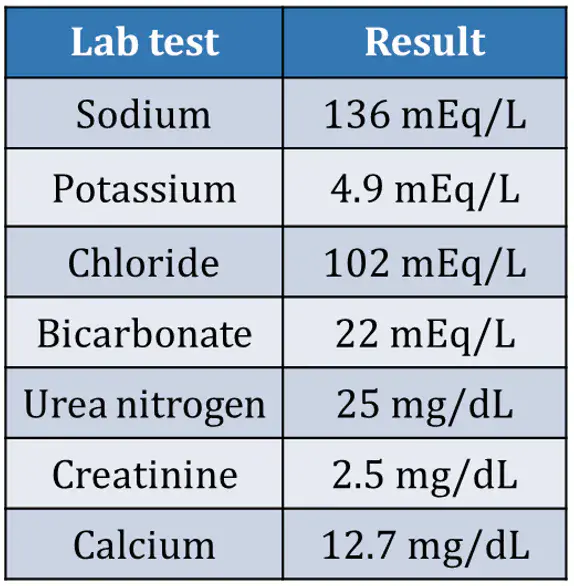 Lab test Result
Sodium 136 mEq/L
Potassium 4.9 mEq/L
Chloride 102 mEq/L
Bicarbonate 22 mEq/L
Urea nitrogen 25 mg/dL
Creatinine 2.5 mg/dL
Calcium 12.7 mg/dL